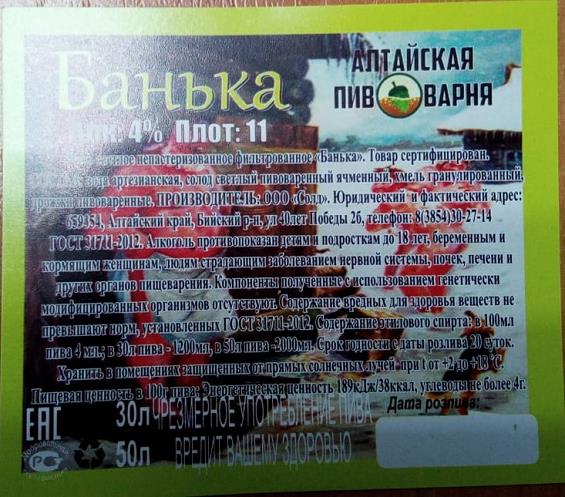 Банька
АЛТАЙСКАЯ
ПИВОВАРНЯ
Алк: 4% Плот: 11
светлое непастеризованное фильтрованное «Банька». Товар сертифицирован.
вода артезианская, солод светлый пивоваренный ячменный, хмель гранулированный,
дрожжи пивоваренные. ПРОИЗВОДИТЕЛЬ: ООО «Солд». Юридический и фактический адрес:
659354, Алтайский край, Бийский р-н, ул 40лет Победы 2б, телефон: 8(3854)30-27-14
ГОСТ 31711-2012. Алкоголь противопоказан детям и подросткам до 18 лет, беременным и
кормящим женщинам, людям страдающим заболеванием нервной системы, почек, печени и
других органов пищеварения. Компоненты полученные с использованием генетически
модифицированных организмов отсутствуют. Содержание вредных для здоровья веществ не
превышают норм, установленных ГОСТ 31711-2012. Содержание этилового спирта: в 100мл
пива 4 мл.; в 30л пива - 1200мл, в 50л пива -2000мл. Срок годности с даты розлива 20 суток.
Хранить в помещениях защищенных от прямых солнечных лучей при t от +2 до +18°С.
Пищевая ценность в 100г пива: Энергетическая ценность 189кДж/38ккал, углеводы не более 4г.
ЕАС
30л ЧРЕЗМЕРНОЕ УПОТРЕБЛЕНИЕ ПИВА
50л ВРЕДИТ ВАШЕМУ ЗДОРОВЬЮ
Дата розлива:
Добровольная
РСТ